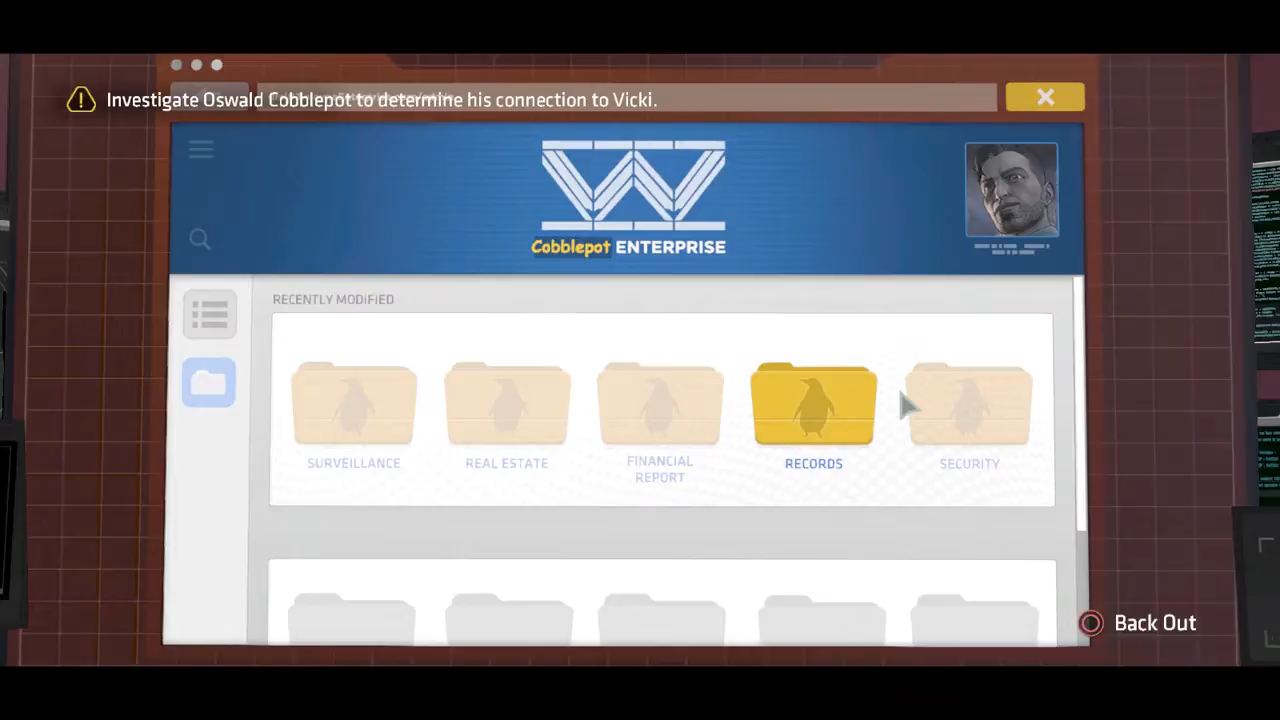 Investigate Oswald Cobblepot to determine his connection to Vicki.
Cobblepot ENTERPRISE
RECENTLY MODIFIED
SURVEILLANCE
REAL ESTATE
FINANCIAL
REPORT
RECORDS
SECURITY
Back Out